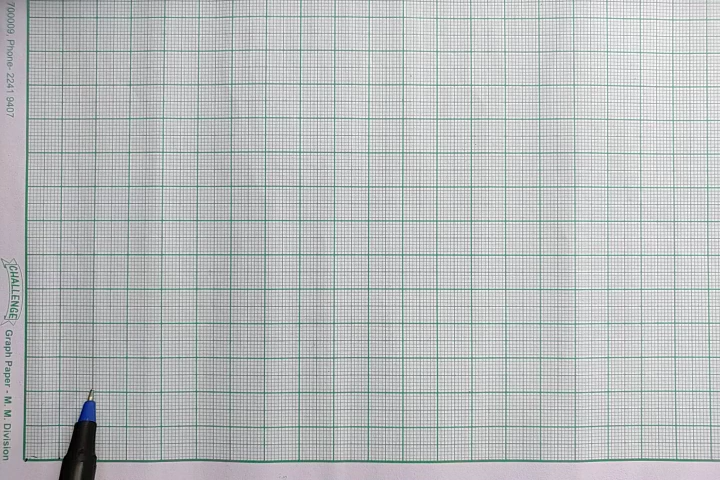 700009, Phone- 2241 9407
CHALLENGE
Graph Paper - M. M. Division